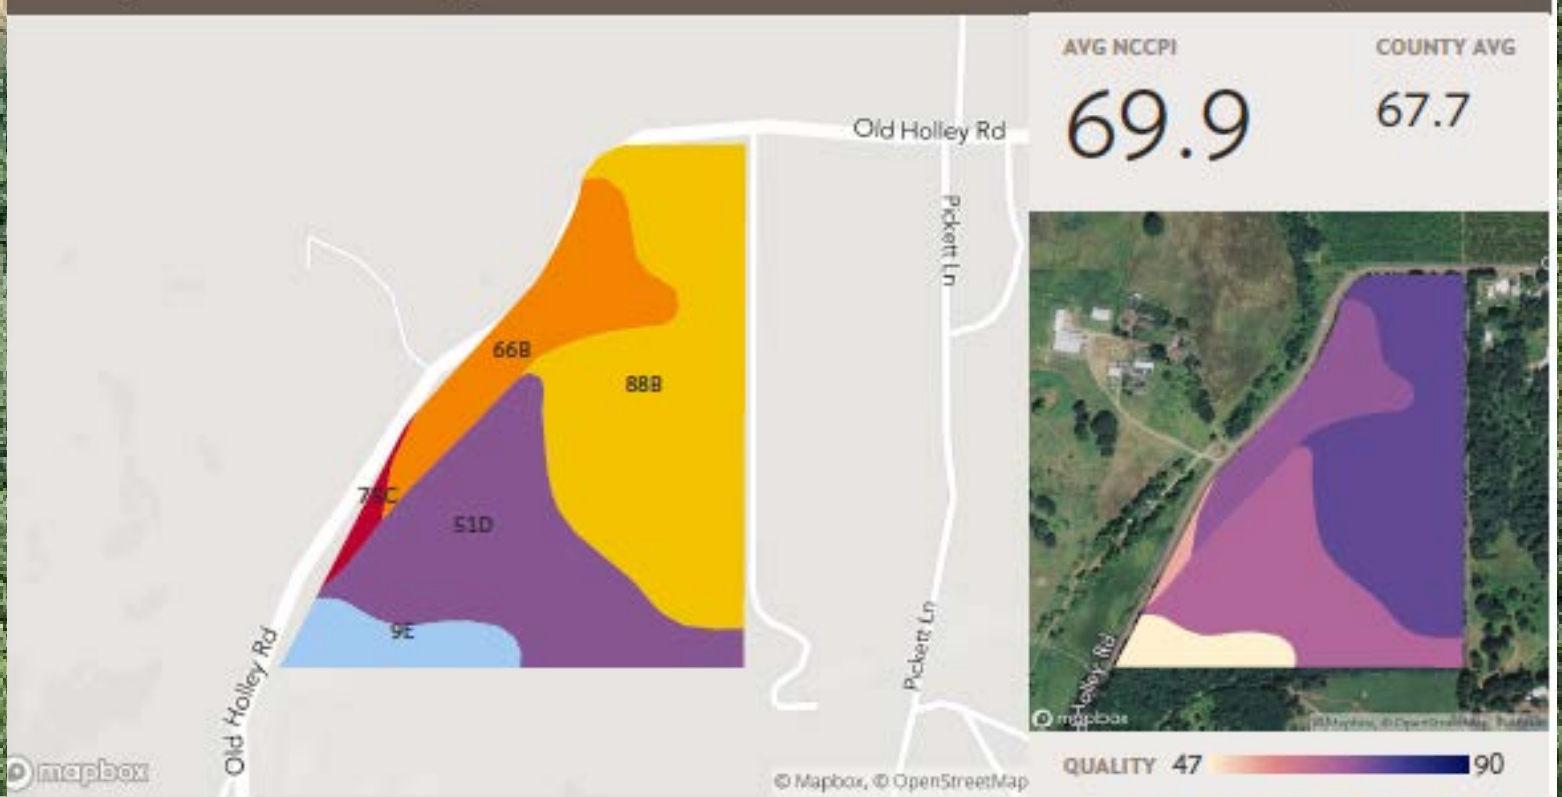 AVG NCCPI
COUNTY AVG
69.9
67.7
Old Holley Rd
Pickett Ln
66B
88B
51D
9E
Pickett Ln
Old Holley Rd
mapbox
© Mapbox, © OpenStreetMap
Holley Rd
mapbox
QUALITY 47 90